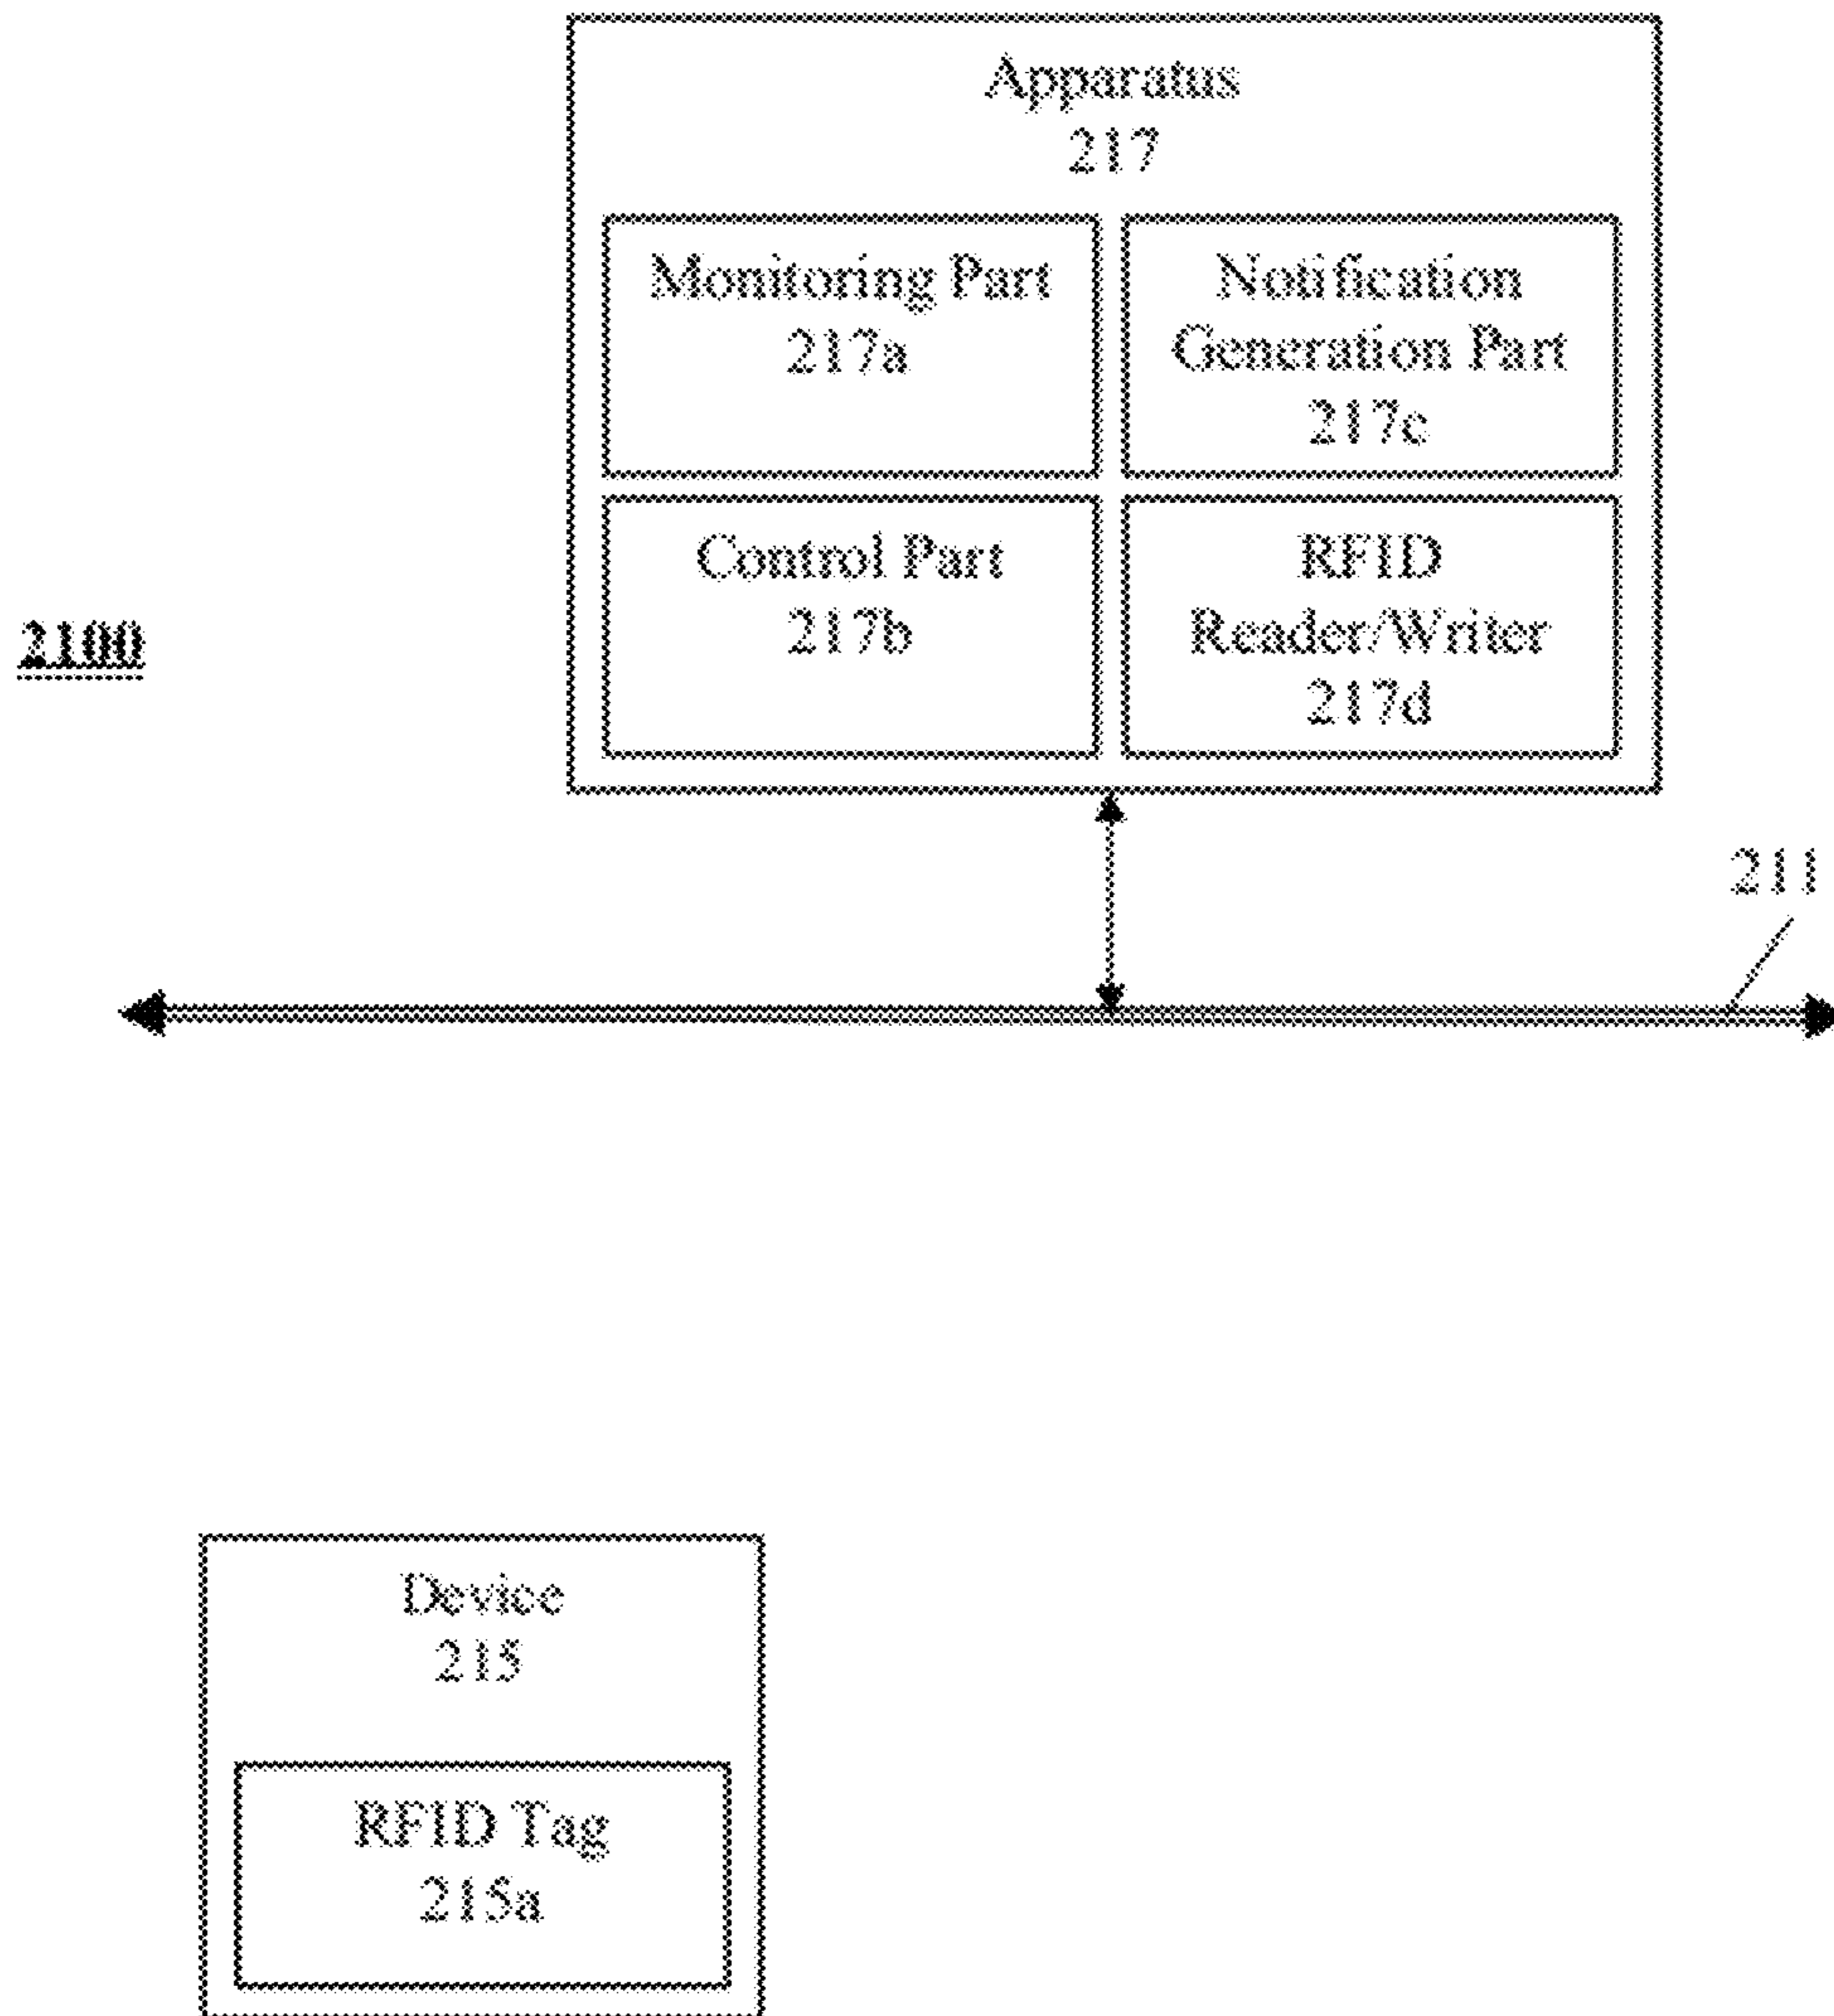 Apparatus
217
Monitoring Part
217a
Notification
Generation Part
217c
Control Part
217b
RFID
Reader/Writer
217d
2100
211
Device
215
RFID Tag
215a